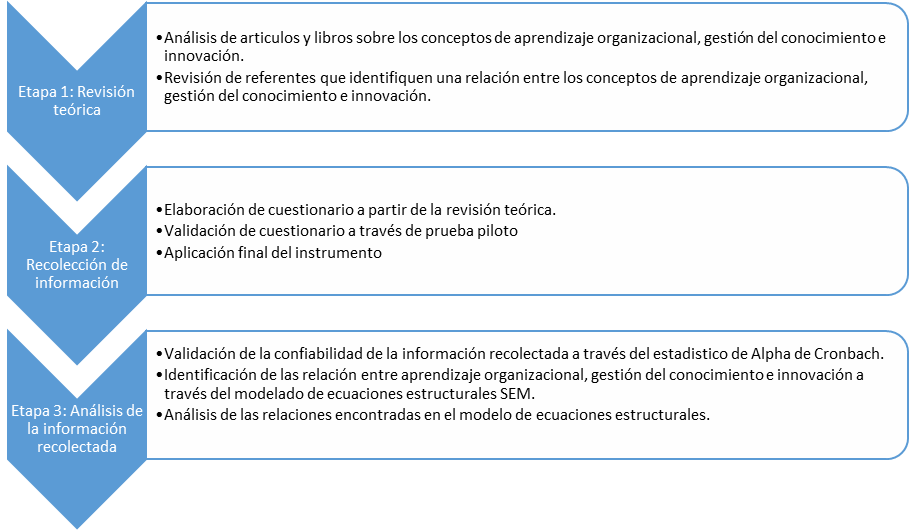 Etapa 1: Revisión
teórica
•Análisis de articulos y libros sobre los conceptos de aprendizaje organizacional, gestión del conocimiento e
innovación.
•Revisión de referentes que identifiquen una relación entre los conceptos de aprendizaje organizacional,
gestión del conocimiento e innovación.
Etapa 2:
Recolección de
información
•Elaboración de cuestionario a partir de la revisión teórica.
•Validación de cuestionario a través de prueba piloto
•Aplicación final del instrumento
Etapa 3: Análisis de
la información
recolectada
•Validación de la confiabilidad de la información recolectada a través del estadistico de Alpha de Cronbach.
•Identificación de las relación entre aprendizaje organizacional, gestión del conocimiento e innovación a
través del modelado de ecuaciones estructurales SEM.
•Análisis de las relaciones encontradas en el modelo de ecuaciones estructurales.